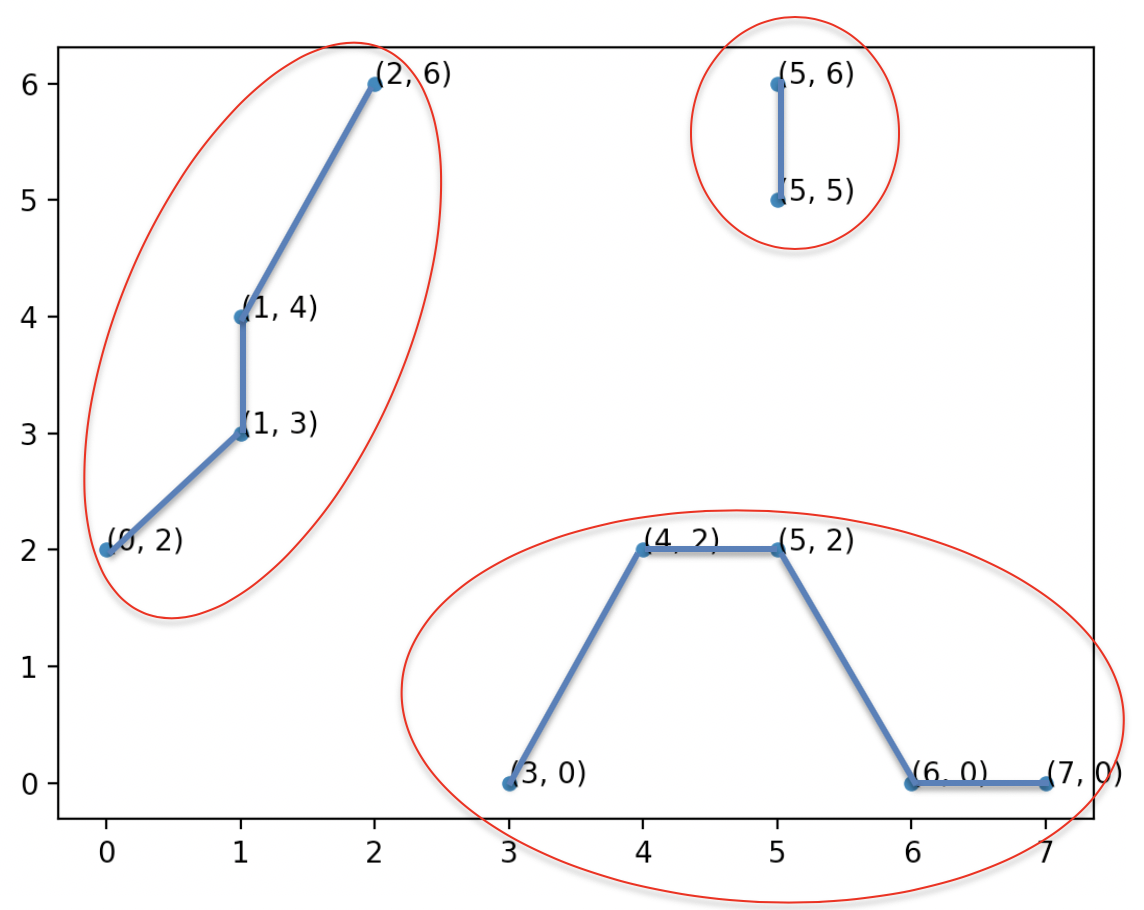 6 (2, 6) (5, 6)
5 (5, 5)
4 (1, 4)
3 (1, 3)
2 (0, 2) (4, 2) (5, 2)
1
0 (3, 0) (6, 0) (7, 0)
0 1 2 3 4 5 6 7